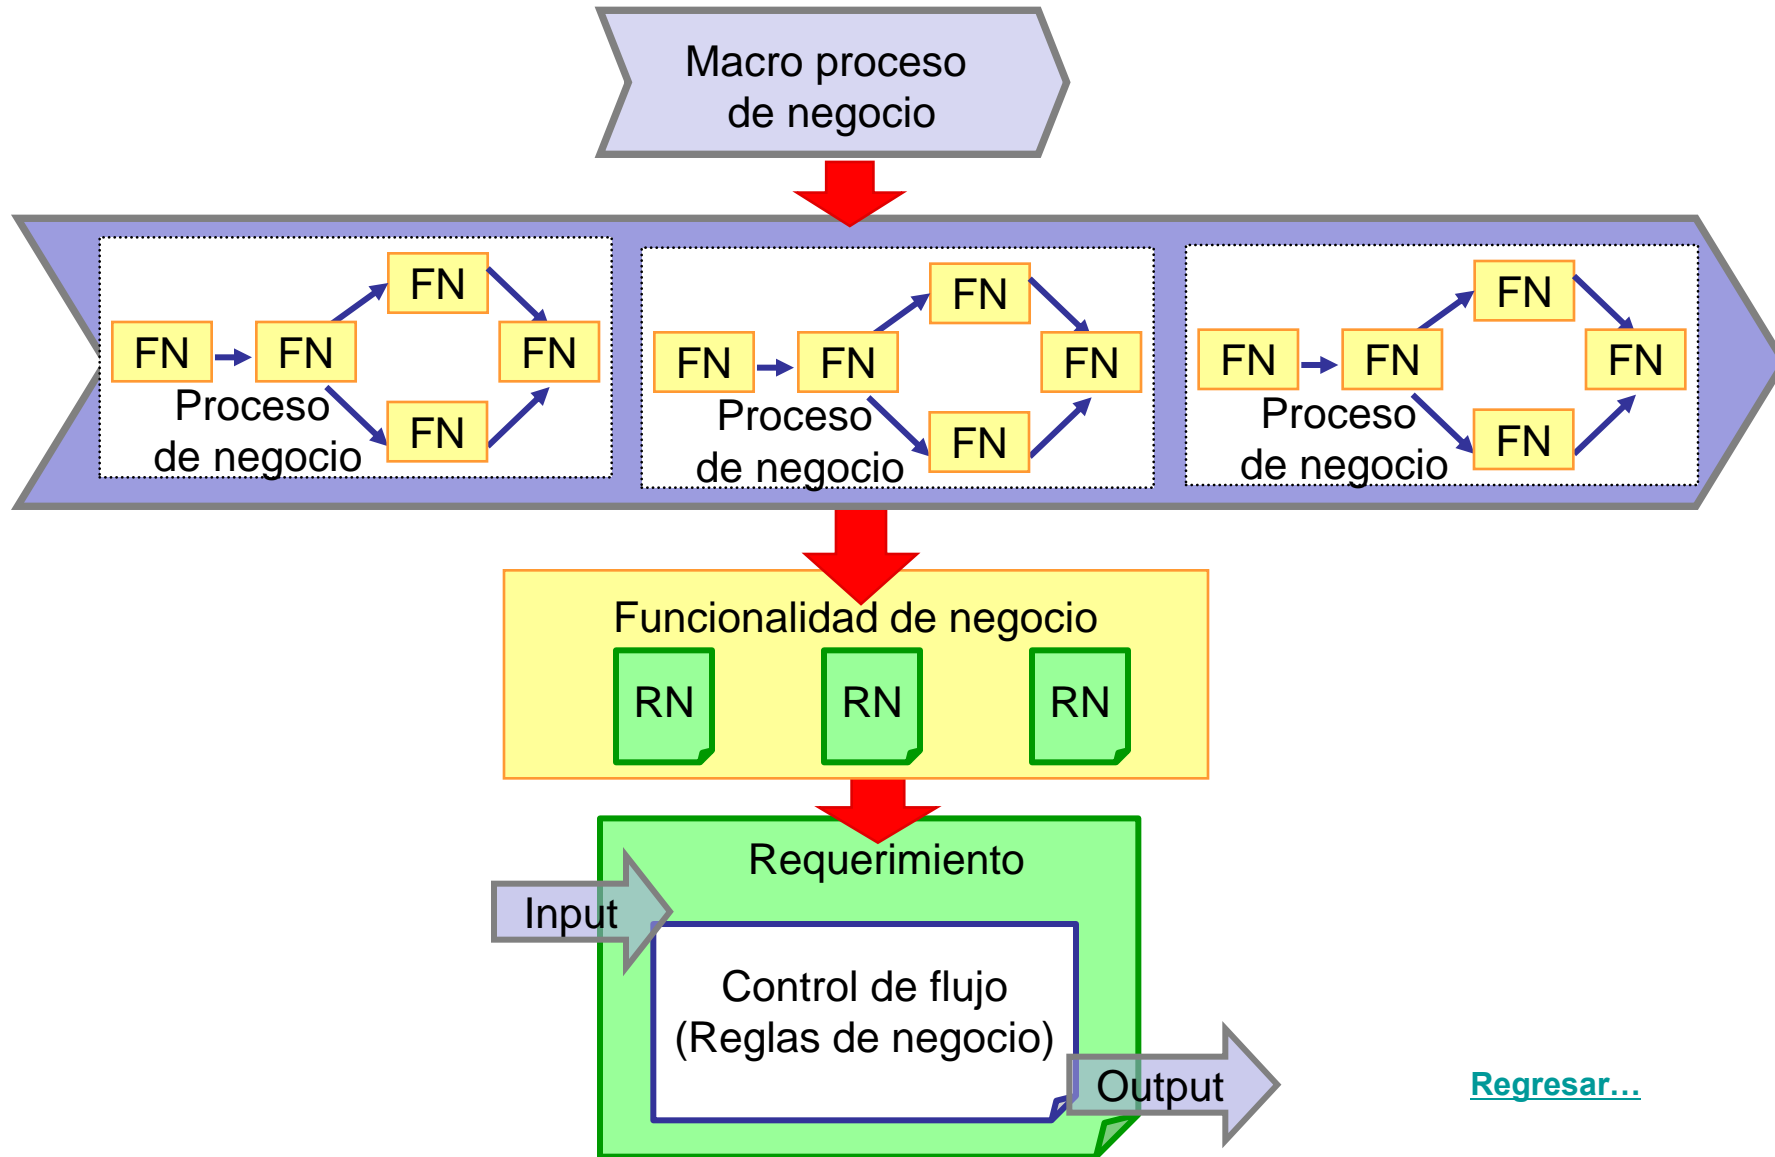 Macro proceso
de negocio
FN
FN
FN
FN
FN
Proceso
de negocio
FN
FN
FN
FN
FN
Proceso
de negocio
FN
FN
FN
FN
FN
Proceso
de negocio
Funcionalidad de negocio
RN
RN
RN
Requerimiento
Input
Control de flujo
(Reglas de negocio)
Output
Regresar...